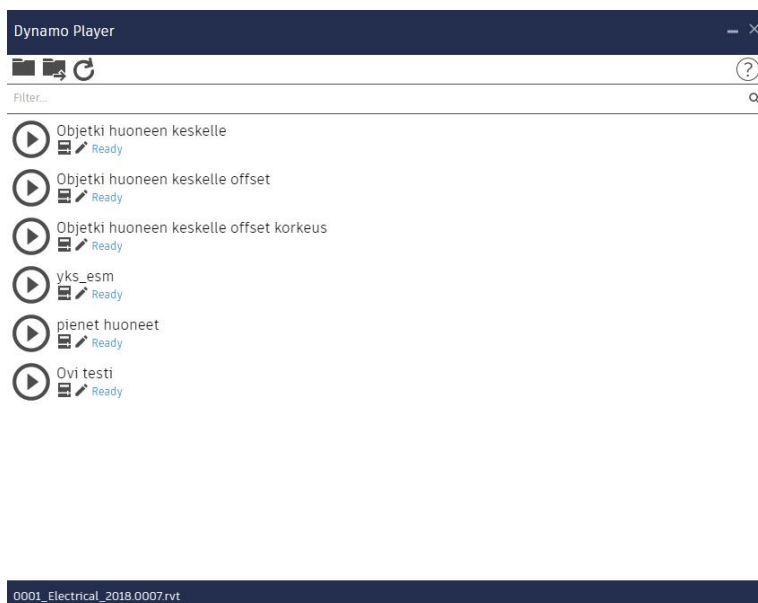 Dynamo Player
?
Filter...
Objetki huoneen keskelle
Ready
Objetki huoneen keskelle offset
Ready
Objetki huoneen keskelle offset korkeus
Ready
yks_esm
Ready
pienet huoneet
Ready
Ovi testi
Ready
0001_Electrical_2018.0007.rvt